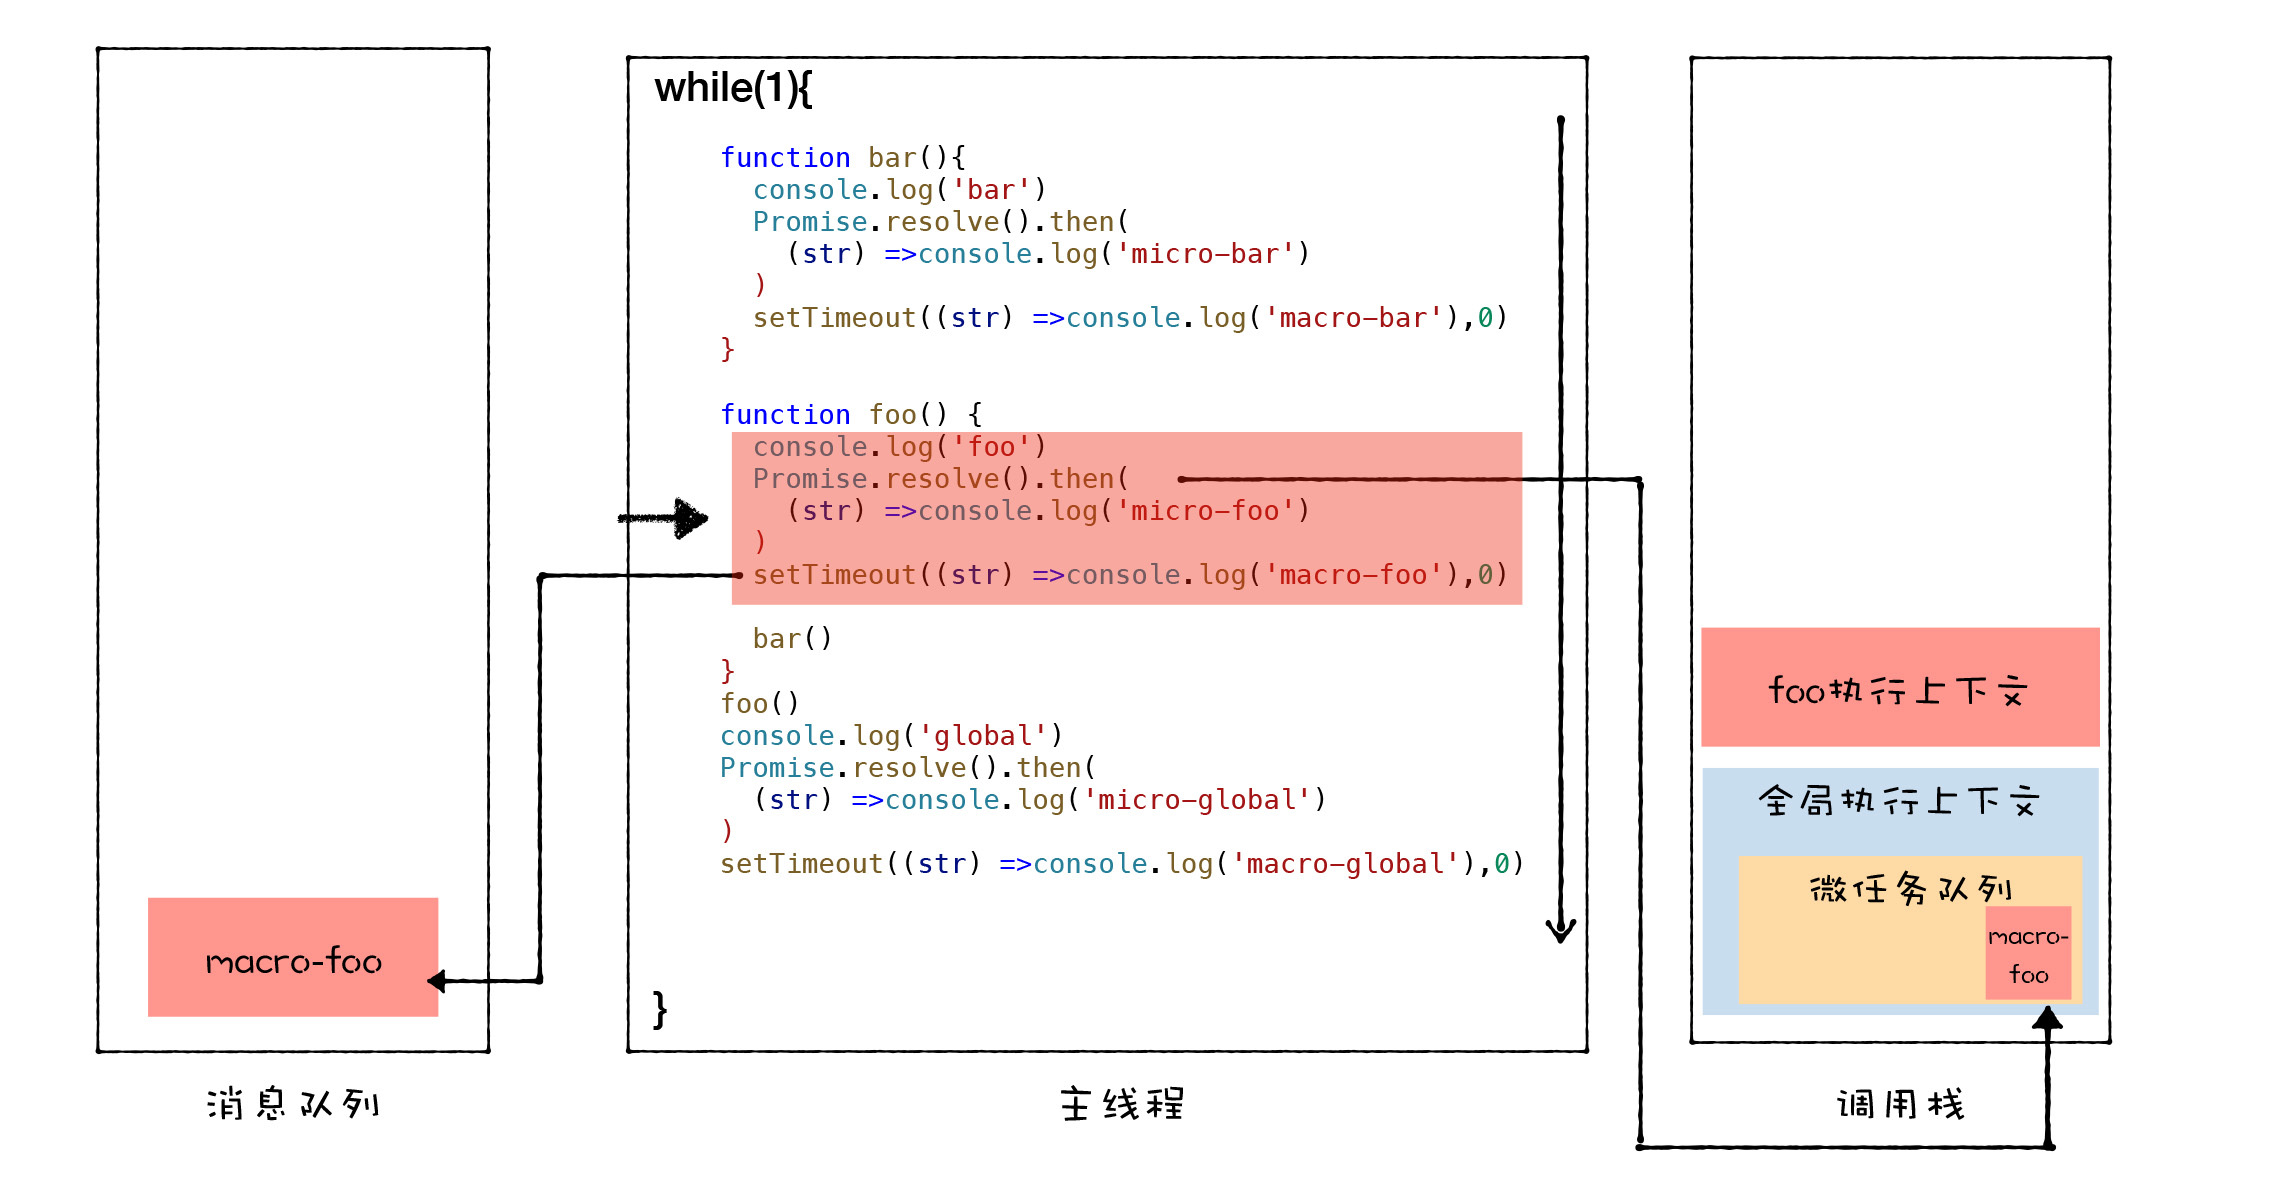 while(1){
function bar(){
console.log('bar')
Promise.resolve().then(
(str) =>console.log('micro-bar')
)
setTimeout((str) =>console.log('macro-bar'),0)
}
function foo() {
console.log('foo')
Promise.resolve().then(
(str) =>console.log('micro-foo')
)
setTimeout((str) =>console.log('macro-foo'),0)
bar()
}
foo()
console.log('global')
Promise.resolve().then(
(str) =>console.log('micro-global')
)
setTimeout((str) =>console.log('macro-global'),0)
}
macro-foo
foo执行上下文
全局执行上下文
微任务队列
macro-
foo
消息队列
主线程
调用栈